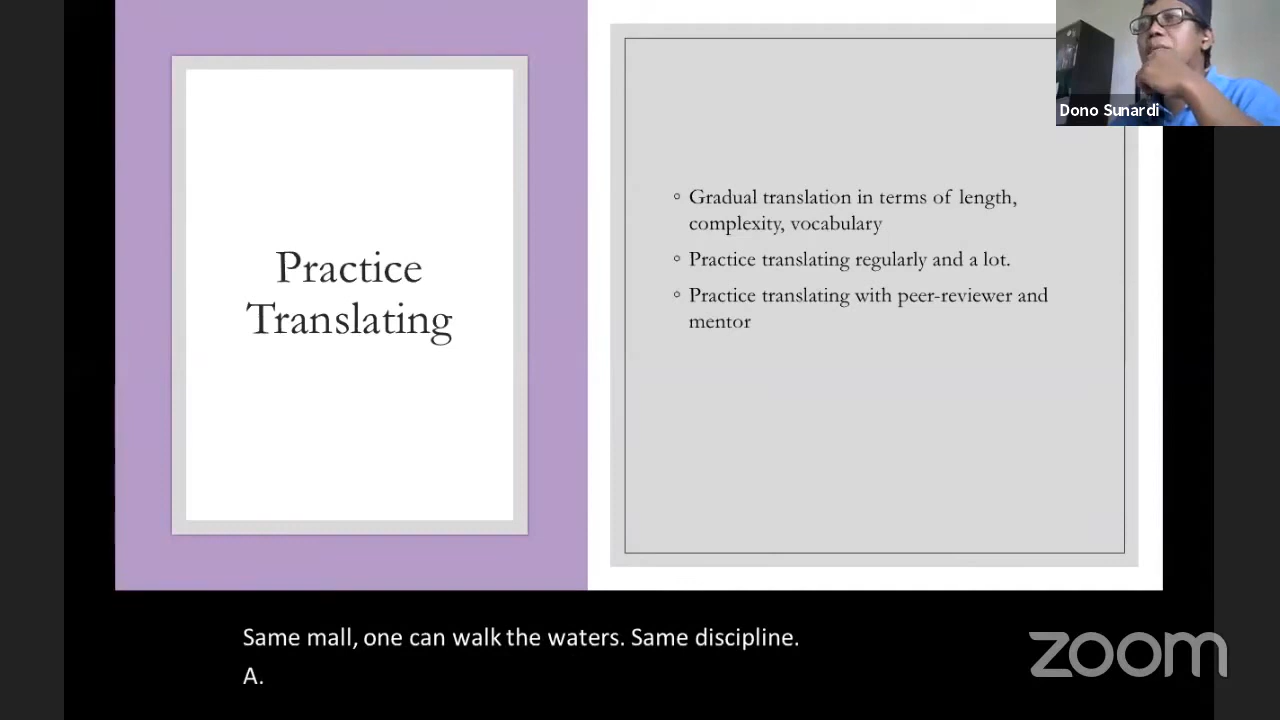 Dono Sunardi
Practice
Translating
◦ Gradual translation in terms of length,
complexity, vocabulary
◦ Practice translating regularly and a lot.
◦ Practice translating with peer-reviewer and
mentor
Same mall, one can walk the waters. Same discipline.
A.
zoom